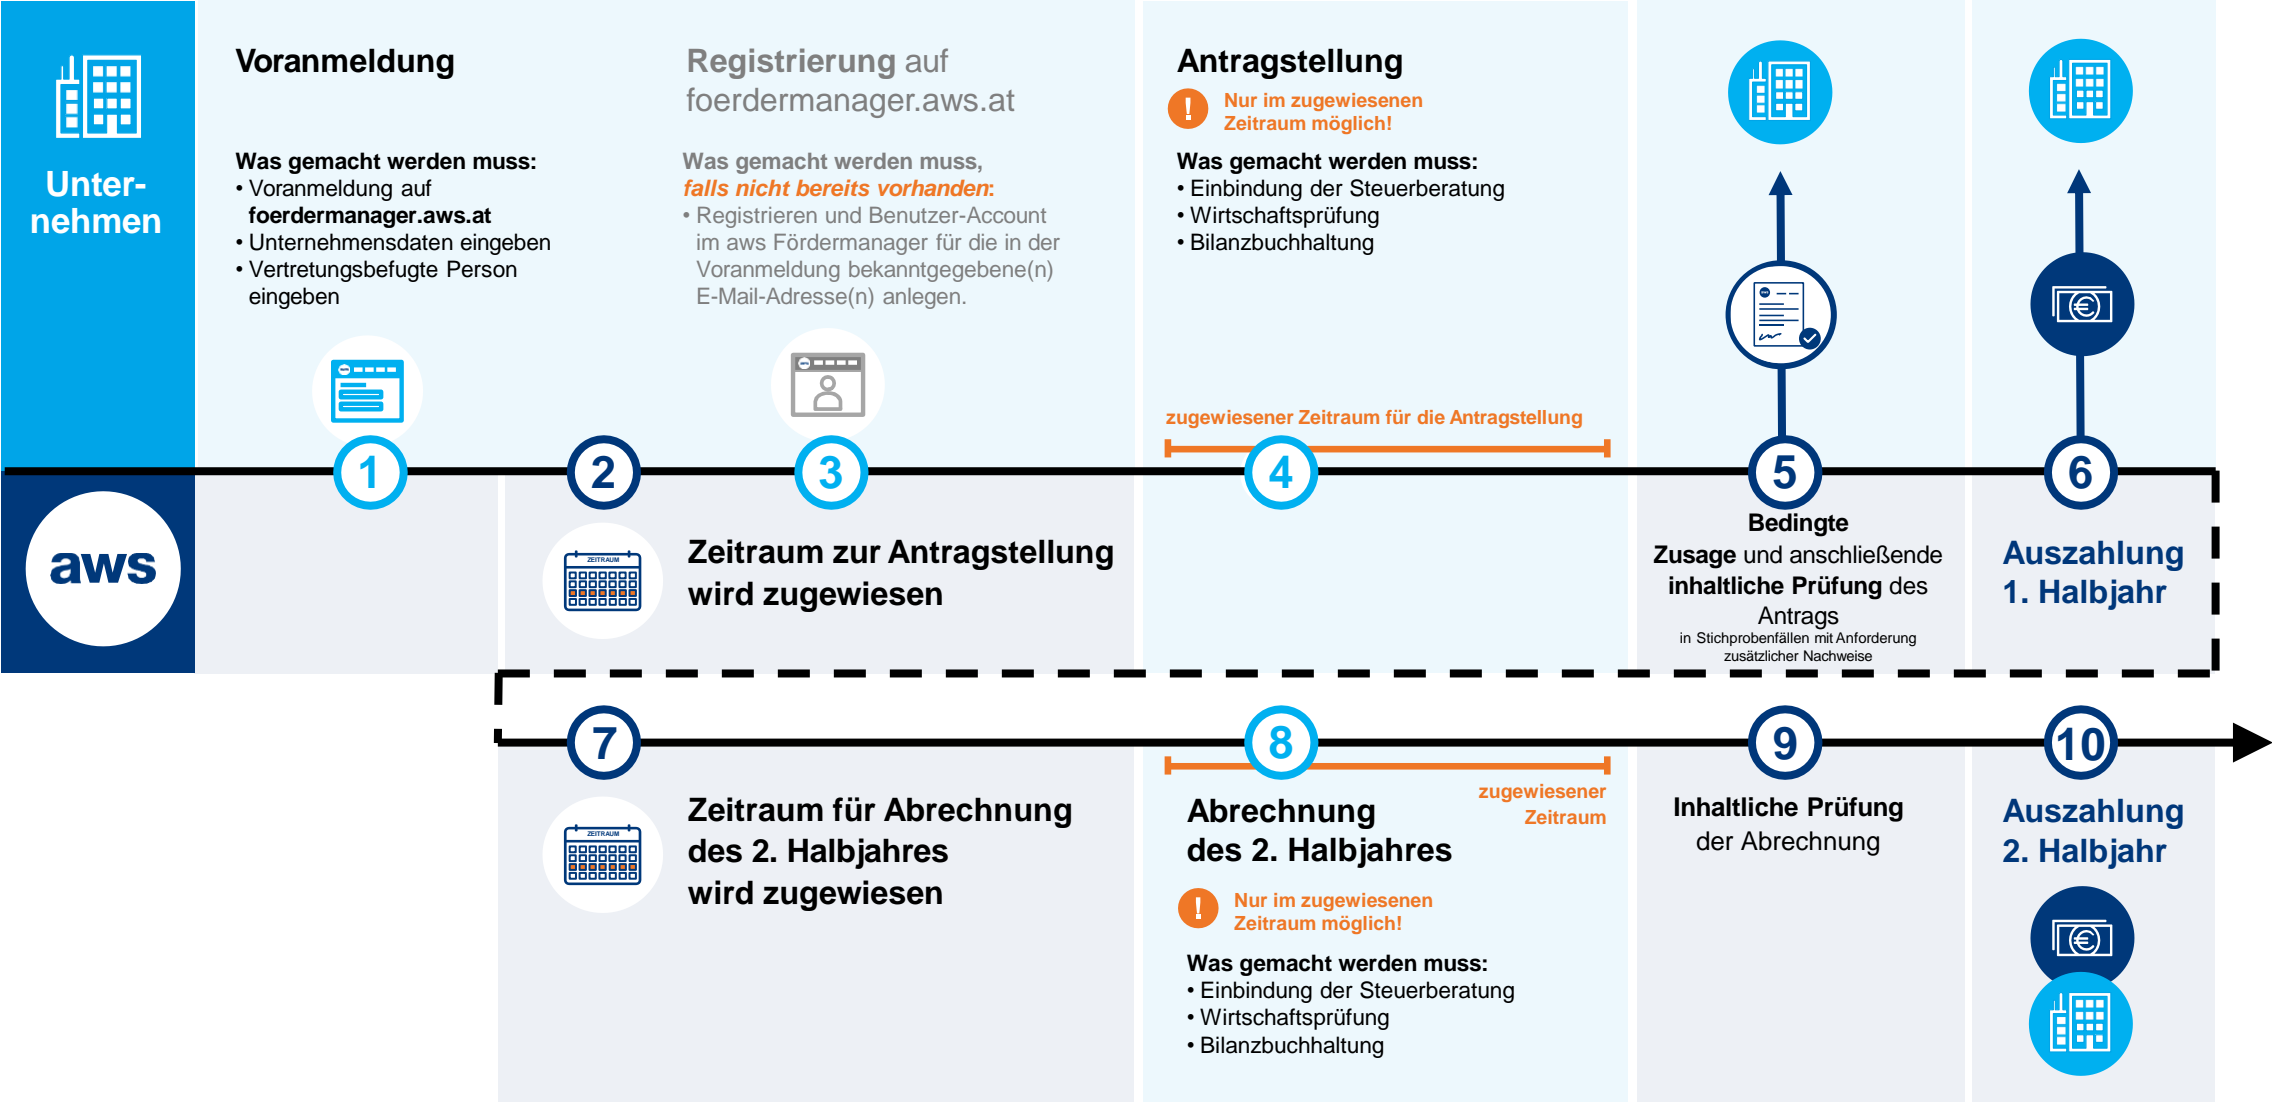 Unter-
nehmen
Voranmeldung
Was gemacht werden muss:
• Voranmeldung auf
foerdermanager.aws.at
• Unternehmensdaten eingeben
• Vertretungsbefugte Person
eingeben
Registrierung auf
foerdermanager.aws.at
Was gemacht werden muss,
falls nicht bereits vorhanden:
• Registrieren und Benutzer-Account
im aws Fördermanager für die in der
Voranmeldung bekanntgegebene(n)
E-Mail-Adresse(n) anlegen.
Antragstellung
! Nur im zugewiesenen
Zeitraum möglich!
Was gemacht werden muss:
• Einbindung der Steuerberatung
• Wirtschaftsprüfung
• Bilanzbuchhaltung
zugewiesener Zeitraum für die Antragstellung
1
2
3
4
5
6
aws
ZEITRAUM
Zeitraum zur Antragstellung
wird zugewiesen
Bedingte
Zusage und anschließende
inhaltliche Prüfung des
Antrags
in Stichprobenfällen mit Anforderung
zusätzlicher Nachweise
Auszahlung
1. Halbjahr
7
8
9
10
ZEITRAUM
Zeitraum für Abrechnung
des 2. Halbjahres
wird zugewiesen
zugewiesener
Zeitraum
Abrechnung
des 2. Halbjahres
! Nur im zugewiesenen
Zeitraum möglich!
Was gemacht werden muss:
• Einbindung der Steuerberatung
• Wirtschaftsprüfung
• Bilanzbuchhaltung
Inhaltliche Prüfung
der Abrechnung
Auszahlung
2. Halbjahr